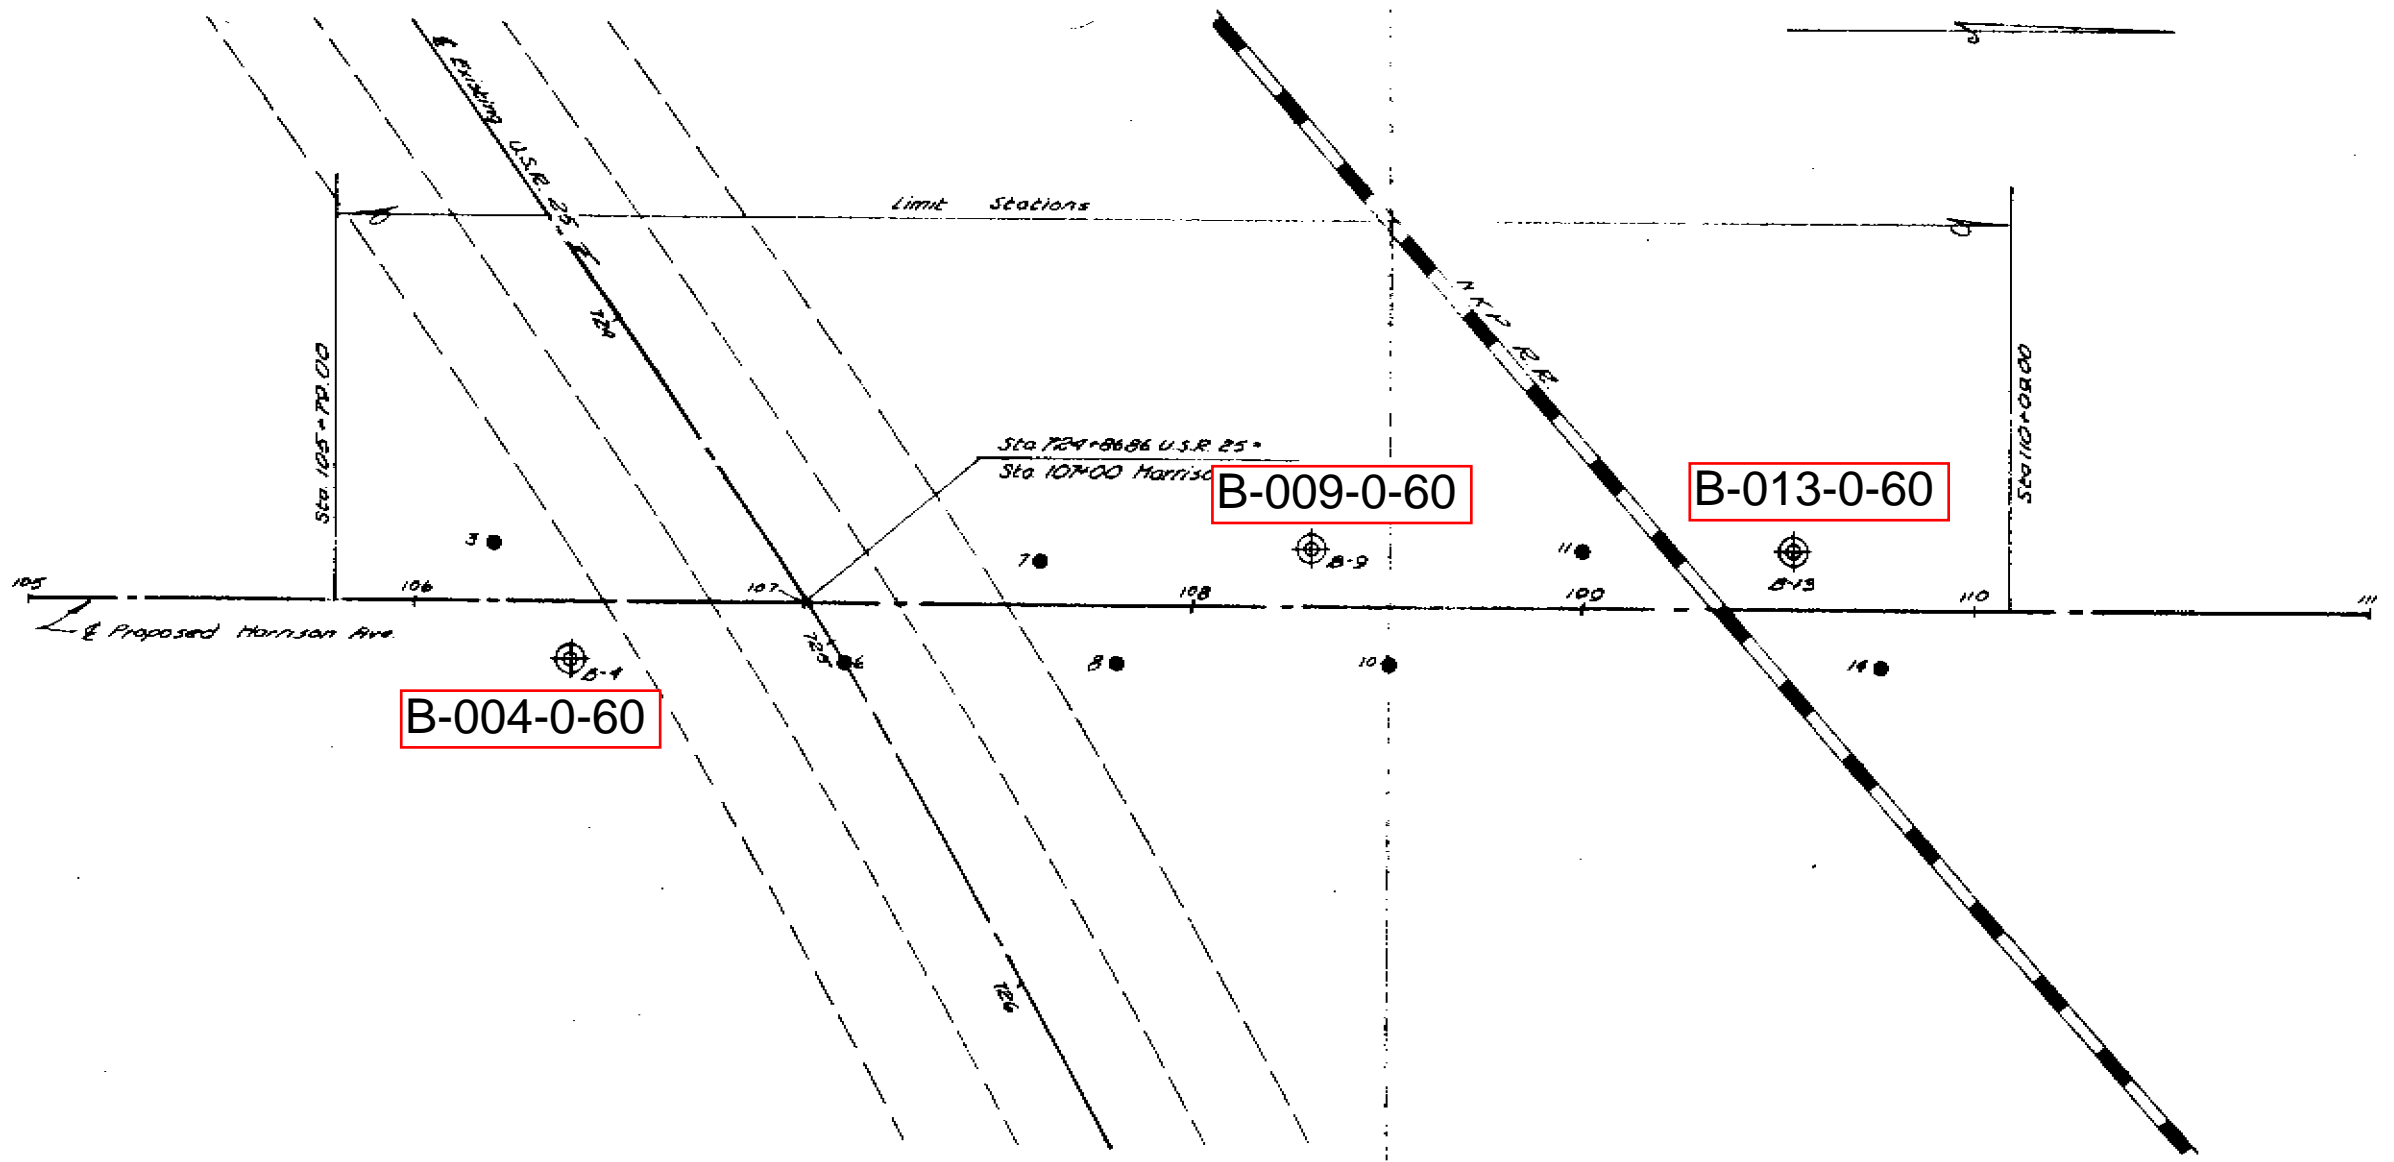 ℄ Existing U.S.R. 25
Limit Stations
724
N K P R.R.
Sta. 105+79.00
Sta 110+09.00
Sta 724+86.86 U.S.R. 25 =
Sta 107+00 Harriso
B-009-0-60
B-013-0-60
3
7
B-9
11
B-13
105
106
107
108
109
110
111
℄ Proposed Harrison Ave.
B-4
725
6
8
10
14
B-004-0-60
726